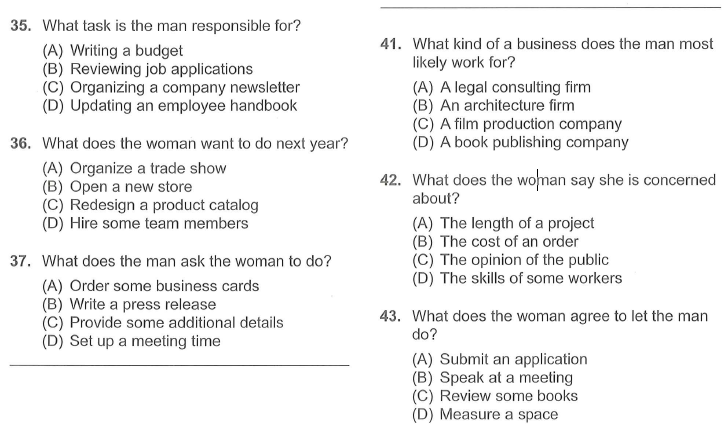 35. What task is the man responsible for?
(A) Writing a budget
(B) Reviewing job applications
(C) Organizing a company newsletter
(D) Updating an employee handbook
36. What does the woman want to do next year?
(A) Organize a trade show
(B) Open a new store
(C) Redesign a product catalog
(D) Hire some team members
37. What does the man ask the woman to do?
(A) Order some business cards
(B) Write a press release
(C) Provide some additional details
(D) Set up a meeting time
41. What kind of a business does the man most
likely work for?
(A) A legal consulting firm
(B) An architecture firm
(C) A film production company
(D) A book publishing company
42. What does the woman say she is concerned
about?
(A) The length of a project
(B) The cost of an order
(C) The opinion of the public
(D) The skills of some workers
43. What does the woman agree to let the man
do?
(A) Submit an application
(B) Speak at a meeting
(C) Review some books
(D) Measure a space